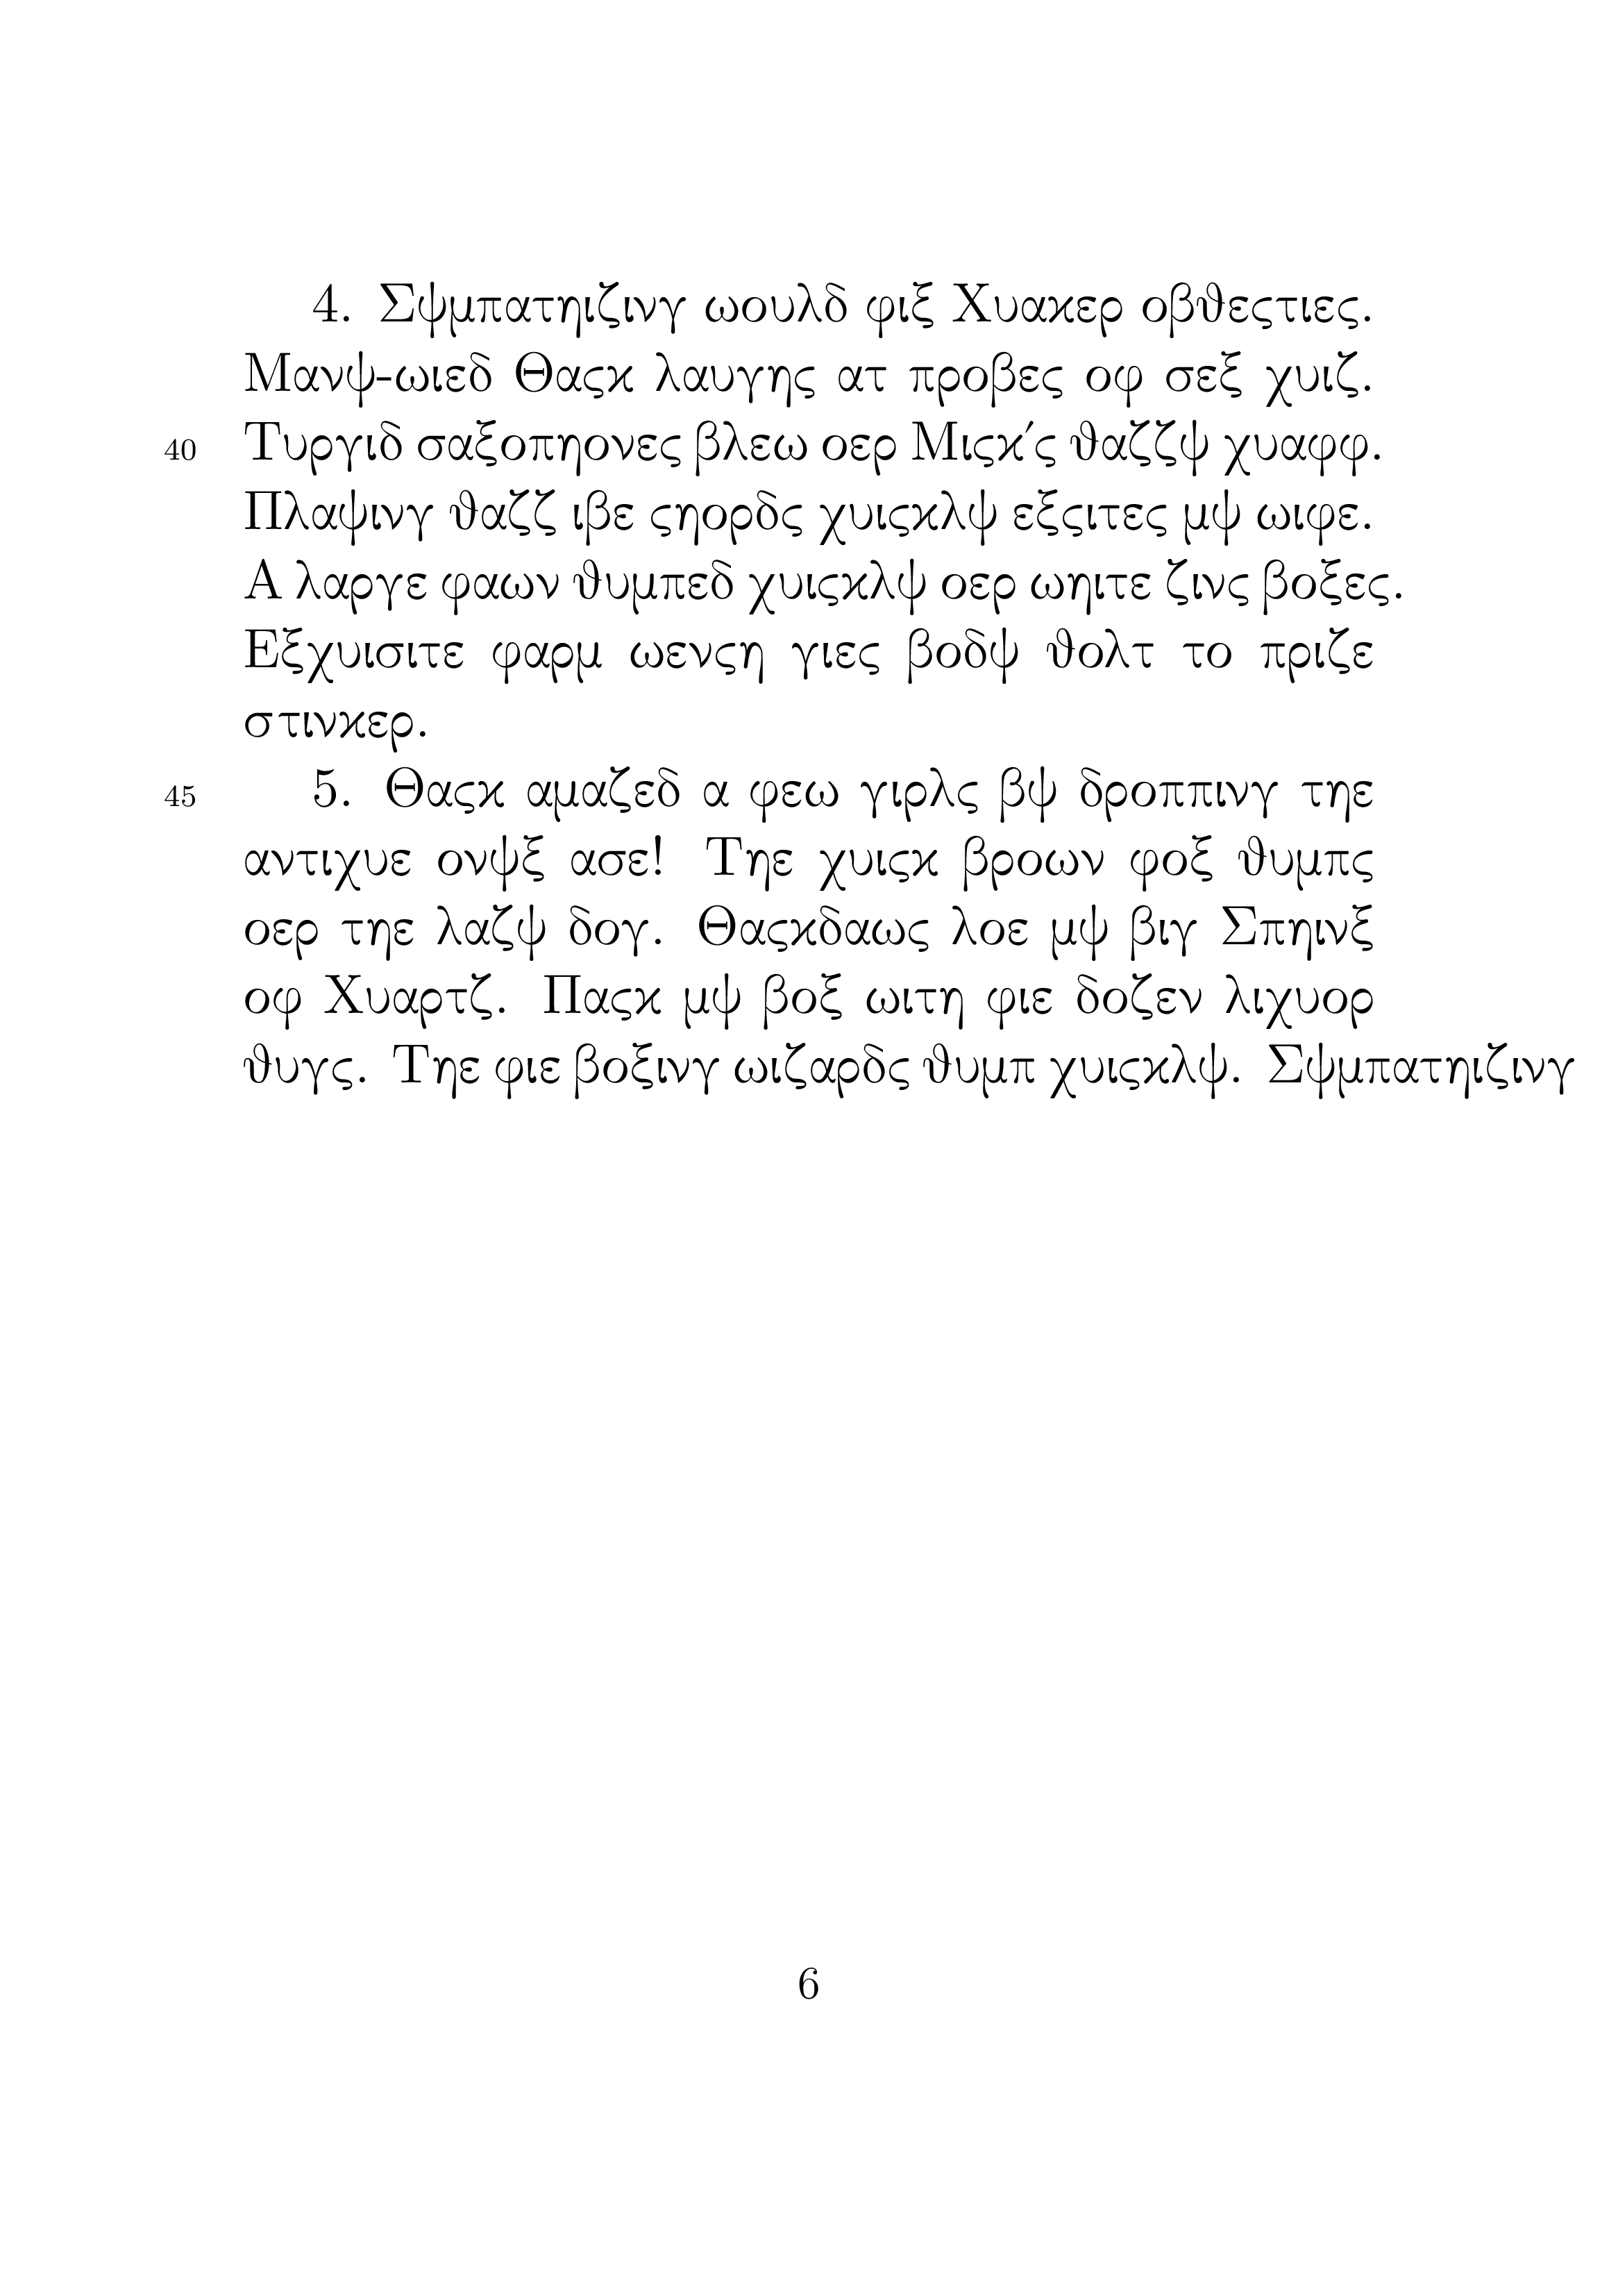 4. Σψμπατηιζινγ ωουλδ φιξ Χυακερ οβϑεςτιες.
Μανψ-ωιεδ Θαςκ λαυγης ατ προβες οφ σεξ χυιζ.
40 Τυργιδ σαξοπηονες βλεω οερ Μιςκ΄ς ϑαζζψ χυαφφ.
Πλαψινγ ϑαζζ ιβε ςηορδς χυιςκλψ εξςιτες μψ ωιφε.
Α λαργε φαων ϑυμπεδ χυιςκλψ οερ ωηιτε ζινς βοξες.
Εξχυισιτε φαρμ ωενςη γιες βοδψ ϑολτ το πριζε
στινκερ.
45 5. Θαςκ αμαζεδ α φεω γιρλς βψ δροππινγ τηε
αντιχυε ονψξ ασε! Τηε χυιςκ βροων φοξ ϑυμπς
οερ τηε λαζψ δογ. Θαςκδαως λοε μψ βιγ Σπηινξ
οφ Χυαρτζ. Παςκ μψ βοξ ωιτη φιε δοζεν λιχυορ
ϑυγς. Τηε φιε βοξινγ ωιζαρδς ϑυμπ χυιςκλψ. Σψμπατηιζινγ
6